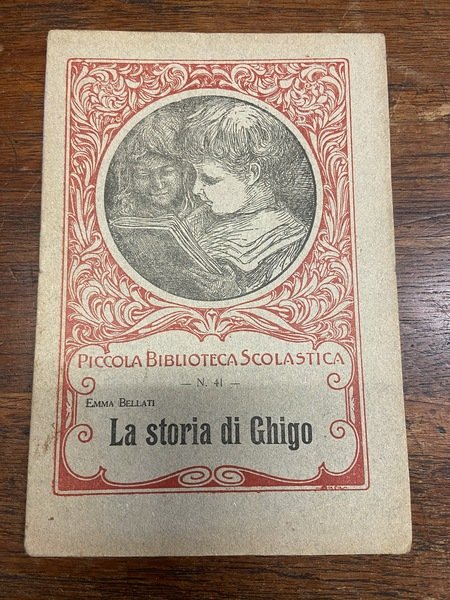 PICCOLA BIBLIOTECA SCOLASTICA
— N. 41 —
EMMA BELLATI
La storia di Ghigo